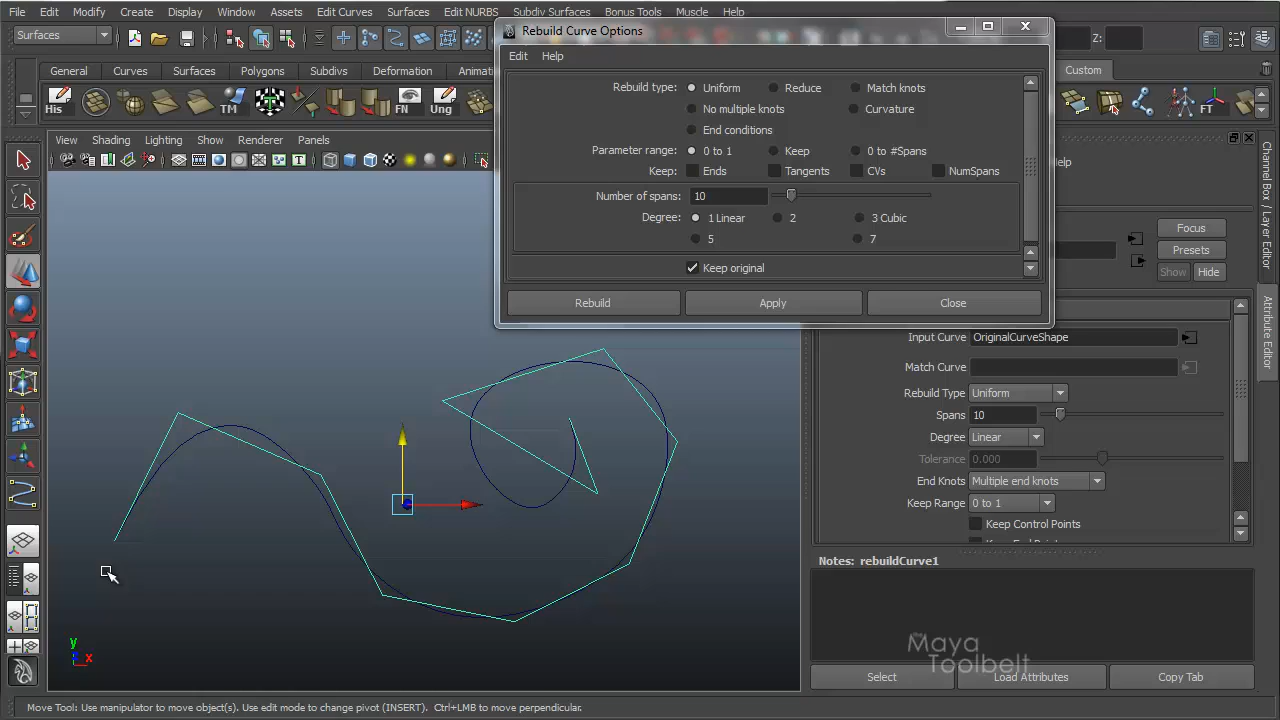 File Edit Modify Create Display Window Assets Edit Curves Surfaces Edit NURBS Subdiv Surfaces Bonus Tools Muscle Help
Surfaces
Z:
General Curves Surfaces Polygons Subdivs Deformation Animati
Custom
His TM FN Ung FT
View Shading Lighting Show Renderer Panels
Rebuild Curve Options
Edit Help
Rebuild type: Uniform Reduce Match knots
No multiple knots Curvature
End conditions
Parameter range: 0 to 1 Keep 0 to #Spans
Keep: Ends Tangents CVs NumSpans
Number of spans: 10
Degree: 1 Linear 2 3 Cubic
5 7
Keep original
Rebuild Apply Close
elp
Focus
Presets
Show Hide
Channel Box / Layer Editor
Attribute Editor
Input Curve OriginalCurveShape
Match Curve
Rebuild Type Uniform
Spans 10
Degree Linear
Tolerance 0.000
End Knots Multiple end knots
Keep Range 0 to 1
Keep Control Points
Keep End Points
Notes: rebuildCurve1
The Maya
Toolbelt
Select Load Attributes Copy Tab
y
z x
Move Tool: Use manipulator to move object(s). Use edit mode to change pivot (INSERT). Ctrl+LMB to move perpendicular.